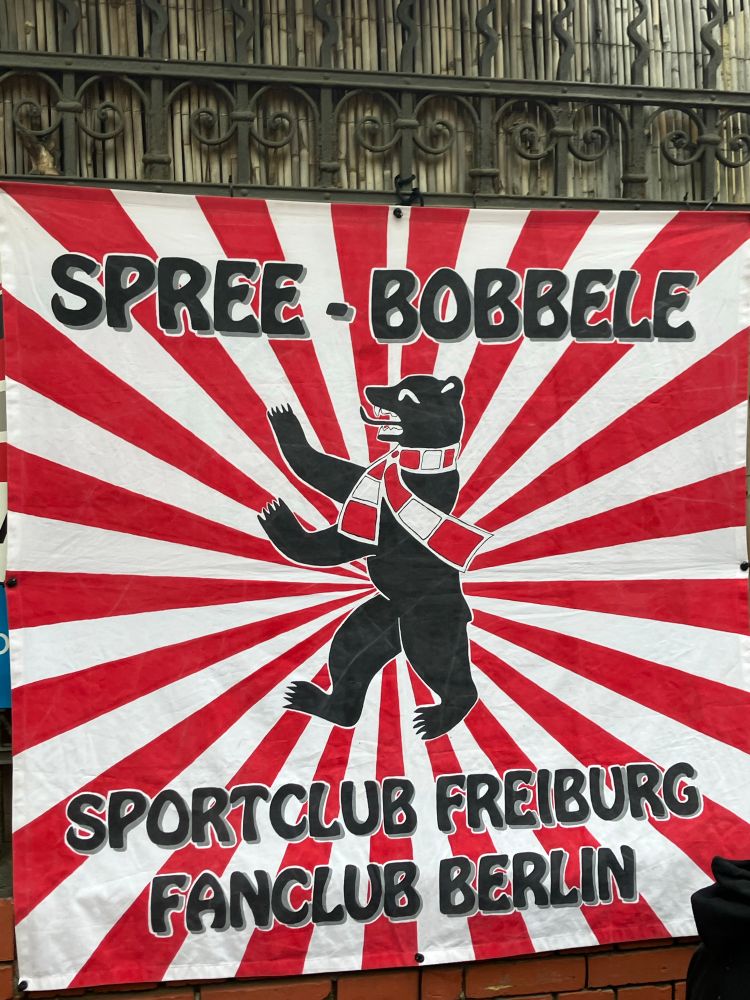 SPREE - BOBBELE
SPORTCLUB FREIBURG
FANCLUB BERLIN